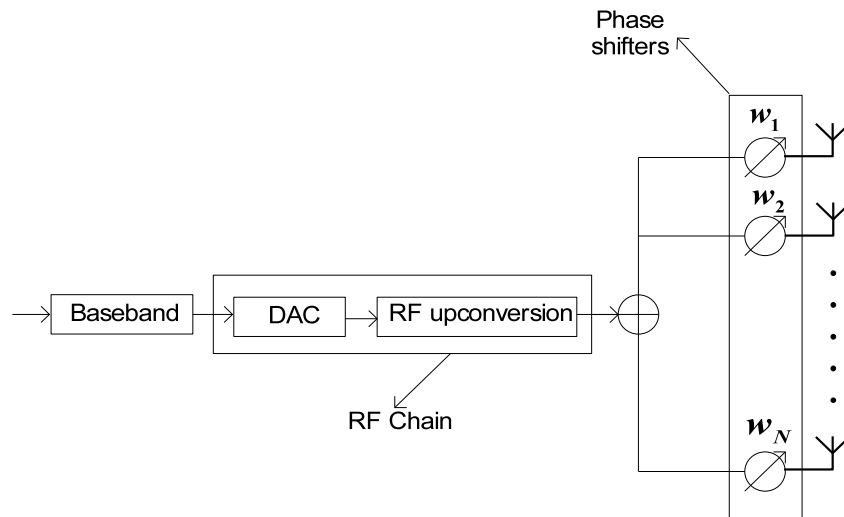 Phase
shifters
w1
w2
Baseband
DAC
RF upconversion
RF Chain
wN